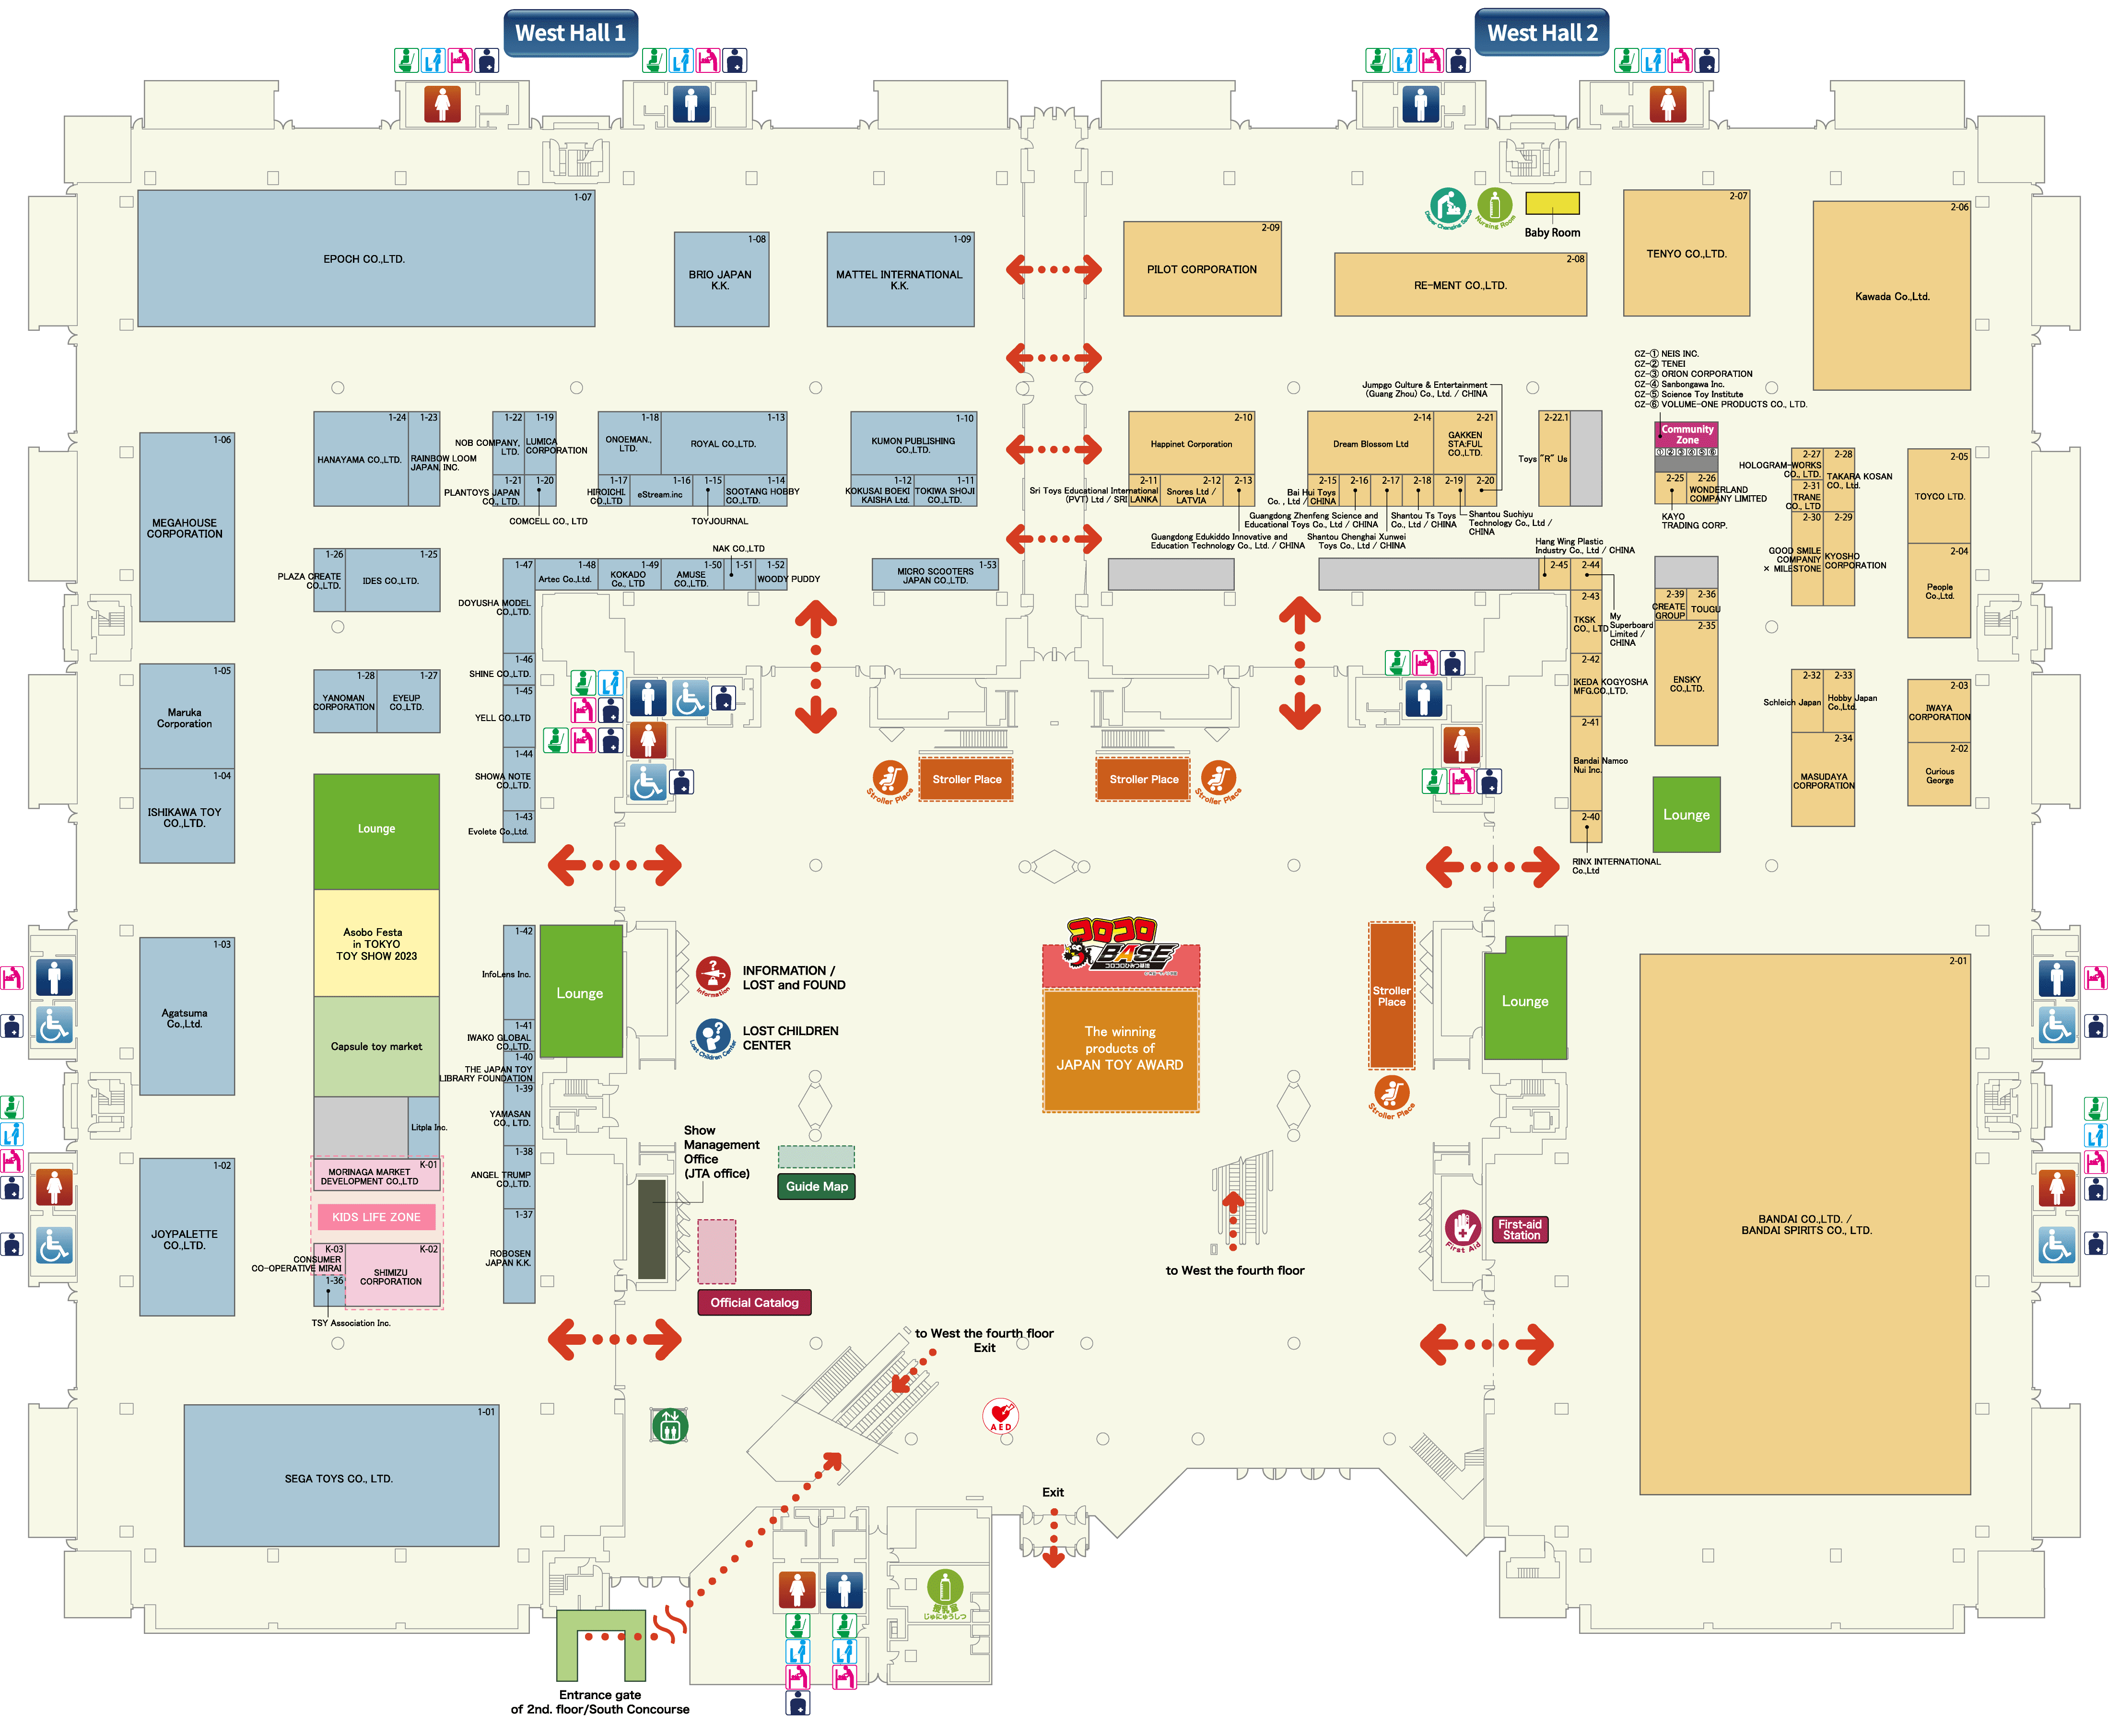 West Hall 1
West Hall 2
1-07
EPOCH CO.,LTD.
1-08
BRIO JAPAN
K.K.
1-09
MATTEL INTERNATIONAL
K.K.
2-09
PILOT CORPORATION
Diaper Changing Space
Nursing Room
Baby Room
2-08
RE-MENT CO.,LTD.
2-07
TENYO CO.,LTD.
2-06
Kawada Co.,Ltd.
CZ-① NEIS INC.
CZ-② TENEI
CZ-③ ORION CORPORATION
CZ-④ Sanbongawa Inc.
CZ-⑤ Science Toy Institute
CZ-⑥ VOLUME-ONE PRODUCTS CO., LTD.
Community
Zone
①②③④⑤⑥
1-06
MEGAHOUSE
CORPORATION
1-24
HANAYAMA CO.,LTD.
1-23
RAINBOW LOOM
JAPAN, INC.
1-22
NOB COMPANY,
LTD.
1-19
LUMICA
CORPORATION
1-21
PLANTOYS JAPAN
CO., LTD.
1-20
COMCELL CO., LTD
1-18
ONOEMAN.,
LTD.
1-13
ROYAL CO.,LTD.
1-17
HIROICHI
CO.,LTD
1-16
eStream.inc
1-15
TOYJOURNAL
1-14
SOOTANG HOBBY
CO.,LTD.
1-10
KUMON PUBLISHING
CO.,LTD.
1-12
KOKUSAI BOEKI
KAISHA Ltd.
1-11
TOKIWA SHOJI
CO.,LTD.
2-10
Happinet Corporation
2-11
Sri Toys Educational International
(PVT) Ltd / SRI LANKA
2-12
Snores Ltd /
LATVIA
2-13
Guangdong Edukiddo Innovative and
Education Technology Co., Ltd. / CHINA
Jumpgo Culture & Entertainment
(Guang Zhou) Co., Ltd / CHINA
2-14
Dream Blossom Ltd
2-21
GAKKEN
STA:FUL
CO.,LTD.
2-15
Bai Hui Toys
Co. , Ltd / CHINA
2-16
Guangdong Zhenfeng Science and
Educational Toys Co., Ltd / CHINA
2-17
Shantou Chenghai Xunwei
Toys Co., Ltd / CHINA
2-18
Shantou Ts Toys
Co., Ltd / CHINA
2-19
Shantou Suchiyu
Technology Co., Ltd /
CHINA
2-20
2-22.1
Toys "R" Us
2-25
KAYO
TRADING CORP.
2-26
WONDERLAND
COMPANY LIMITED
2-27
HOLOGRAM-WORKS
CO., LTD.
2-28
TAKARA KOSAN
CO., Ltd.
2-31
TRANE
CO., LTD
2-30
GOOD SMILE
COMPANY
× MILESTONE
2-29
KYOSHO
CORPORATION
2-05
TOYCO LTD.
2-04
People
Co.,Ltd.
1-26
PLAZA CREATE
CO.,LTD.
1-25
IDES CO.,LTD.
1-47
DOYUSHA MODEL
CO.,LTD.
1-48
Artec Co.,Ltd.
1-49
KOKADO
Co., LTD
1-50
AMUSE
CO.,LTD.
NAK CO.,LTD
1-51
1-52
WOODY PUDDY
1-53
MICRO SCOOTERS
JAPAN CO.,LTD.
Hang Wing Plastic
Industry Co., Ltd / CHINA
2-45
2-44
My
Superboard
Limited /
CHINA
2-43
TKSK
CO., LTD
2-39
CREATE
GROUP
2-36
TOUGU
2-35
ENSKY
CO.,LTD.
2-42
IKEDA KOGYOSHA
MFG.CO.,LTD.
2-41
Bandai Namco
Nui Inc.
2-40
RINX INTERNATIONAL
Co.,Ltd
2-32
Schleich Japan
2-33
Hobby Japan
Co.,Ltd.
2-34
MASUDAYA
CORPORATION
2-03
IWAYA
CORPORATION
2-02
Curious
George
1-05
Maruka
Corporation
1-04
ISHIKAWA TOY
CO.,LTD.
1-28
YANOMAN
CORPORATION
1-27
EYEUP
CO.,LTD.
1-46
SHINE CO.,LTD.
1-45
YELL CO.,LTD
1-44
SHOWA NOTE
CO.,LTD.
1-43
Evolete Co.,Ltd.
Stroller Place
Stroller Place
Stroller Place
Stroller Place
Lounge
Lounge
1-03
Agatsuma
Co.,Ltd.
Asobo Festa
in TOKYO
TOY SHOW 2023
Capsule toy market
1-42
InfoLens Inc.
1-41
IWAKO GLOBAL
CO.,LTD.
1-40
THE JAPAN TOY
LIBRARY FOUNDATION
1-39
YAMASAN
CO., LTD.
1-38
ANGEL TRUMP
CO.,LTD.
1-37
ROBOSEN
JAPAN K.K.
Lounge
Information
INFORMATION /
LOST and FOUND
Lost Children Center
LOST CHILDREN
CENTER
コロコロ
BASE
コロコロひみつ基地
The winning
products of
JAPAN TOY AWARD
Stroller
Place
Stroller Place
Lounge
2-01
BANDAI CO.,LTD. /
BANDAI SPIRITS CO., LTD.
Litpla Inc.
1-02
JOYPALETTE
CO.,LTD.
K-01
MORINAGA MARKET
DEVELOPMENT CO.,LTD
KIDS LIFE ZONE
K-03
CONSUMER
CO-OPERATIVE MIRAI
K-02
SHIMIZU
CORPORATION
1-36
TSY Association Inc.
Show
Management
Office
(JTA office)
Guide Map
Official Catalog
to West the fourth floor
First Aid
First-aid
Station
to West the fourth floor
Exit
AED
1-01
SEGA TOYS CO., LTD.
Exit
授乳室
じゅにゅうしつ
Entrance gate
of 2nd. floor/South Concourse